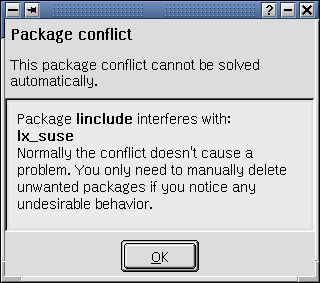 Package conflict
This package conflict cannot be solved
automatically.
Package linclude interferes with:
lx_suse
Normally the conflict doesn't cause a
problem. You only need to manually delete
unwanted packages if you notice any
undesirable behavior.
OK